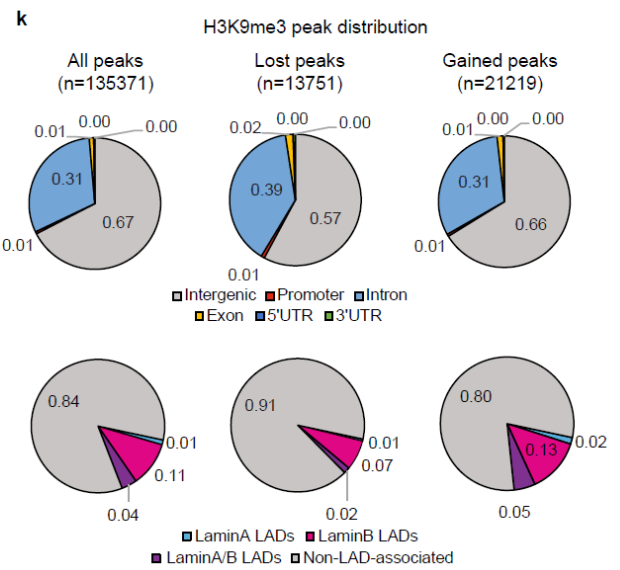 k
H3K9me3 peak distribution
All peaks
(n=135371)
Lost peaks
(n=13751)
Gained peaks
(n=21219)
0.01
0.00
0.00
0.31
0.67
0.01
0.02
0.00
0.00
0.39
0.57
0.01
0.01
0.00
0.00
0.31
0.66
0.01
Intergenic Promoter Intron
Exon 5'UTR 3'UTR
0.84
0.01
0.11
0.04
0.91
0.01
0.07
0.02
0.80
0.02
0.13
0.05
LaminA LADs LaminB LADs
LaminA/B LADs Non-LAD-associated